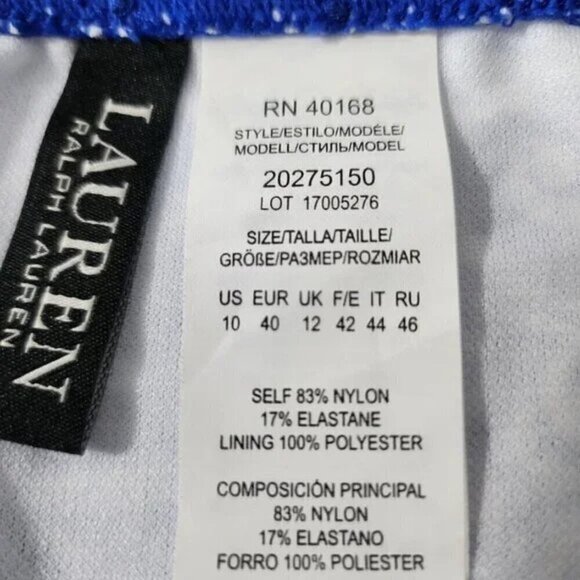 LAUREN
RALPH LAUREN
RN 40168
STYLE/ESTILO/MODÈLE/
MODELL/СТИЛЬ/MODEL
20275150
LOT 17005276
SIZE/TALLA/TAILLE/
GRÖßE/РАЗМЕР/ROZMIAR
US EUR UK F/E IT RU
10 40 12 42 44 46
SELF 83% NYLON
17% ELASTANE
LINING 100% POLYESTER
COMPOSICIÓN PRINCIPAL
83% NYLON
17% ELASTANO
FORRO 100% POLIÉSTER